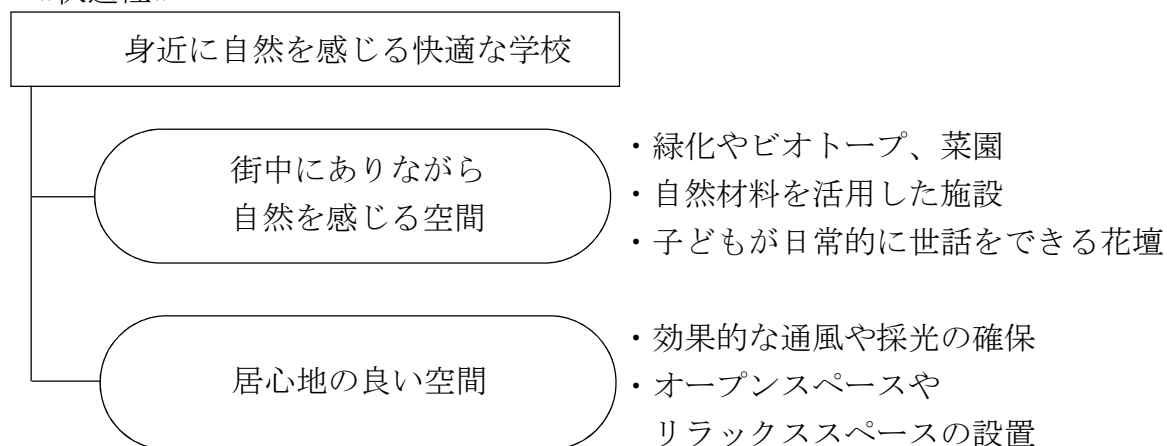 身近に自然を感じる快適な学校
街中にありながら
自然を感じる空間
・緑化やビオトープ、菜園
・自然材料を活用した施設
・子どもが日常的に世話をできる花壇
居心地の良い空間
・効果的な通風や採光の確保
・オープンスペースや
リラックススペースの設置